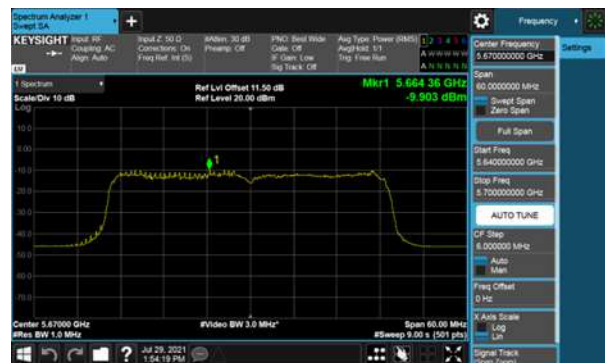 Spectrum Analyzer 1
Swept SA
+
Frequency
KEYSIGHT
Input: RF
Coupling: AC
Align: Auto
Input Z: 50 Ω
Corrections: On
Freq Ref: Int (S)
#Atten: 30 dB
Preamp: Off
PNO: Best Wide
Gate: Off
IF Gain: Low
Sig Track: Off
Avg Type: Power (RMS)
Avg|Hold: 1/1
Trig: Free Run
1 2 3 4 5 6
A W W W W W
A N N N N N
LXI
1 Spectrum
Scale/Div 10 dB
Log
Ref Lvl Offset 11.50 dB
Ref Level 20.00 dBm
Mkr1 5.664 36 GHz
-9.903 dBm
10.0
0.00
-10.0
-20.0
-30.0
-40.0
-50.0
-60.0
-70.0
1
Center 5.67000 GHz
#Res BW 1.0 MHz
#Video BW 3.0 MHz*
Span 60.00 MHz
#Sweep 9.00 s (501 pts)
Jul 29, 2021
1:54:19 PM
?
Center Frequency
5.670000000 GHz
Settings
Span
60.0000000 MHz
Swept Span
Zero Span
Full Span
Start Freq
5.640000000 GHz
Stop Freq
5.700000000 GHz
AUTO TUNE
CF Step
6.000000 MHz
Auto
Man
Freq Offset
0 Hz
X Axis Scale
Log
Lin
Signal Track
(Span Zoom)